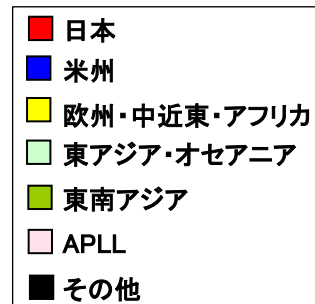 日本
米州
欧州・中近東・アフリカ
東アジア・オセアニア
東南アジア
APLL
その他